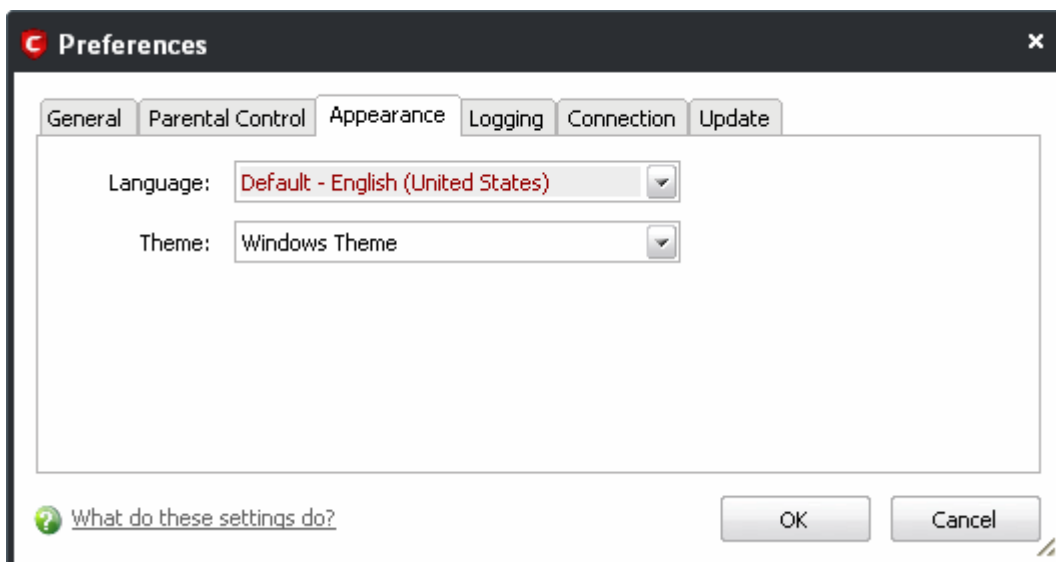 Preferences
General Parental Control Appearance Logging Connection Update
Language: Default - English (United States)
Theme: Windows Theme
What do these settings do? OK Cancel